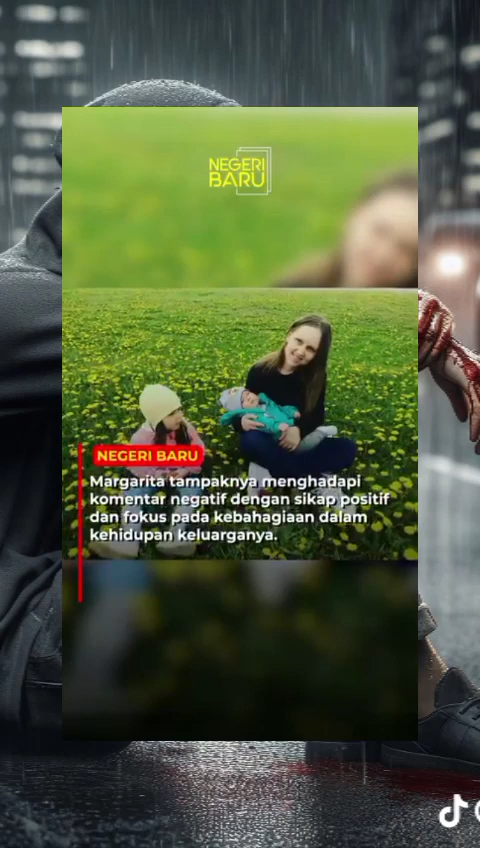 NEGERI
BARU
NEGERI BARU
Margarita tampaknya menghadapi
komentar negatif dengan sikap positif
dan fokus pada kebahagiaan dalam
kehidupan keluarganya.